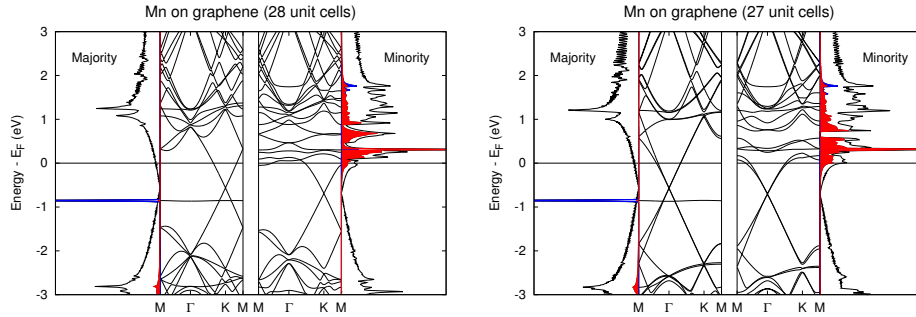 Mn on graphene (28 unit cells)
Majority
Minority
Energy - E_F (eV)
3
2
1
0
-1
-2
-3
M Γ K M M Γ K M
Mn on graphene (27 unit cells)
Majority
Minority
Energy - E_F (eV)
3
2
1
0
-1
-2
-3
M Γ K M M Γ K M